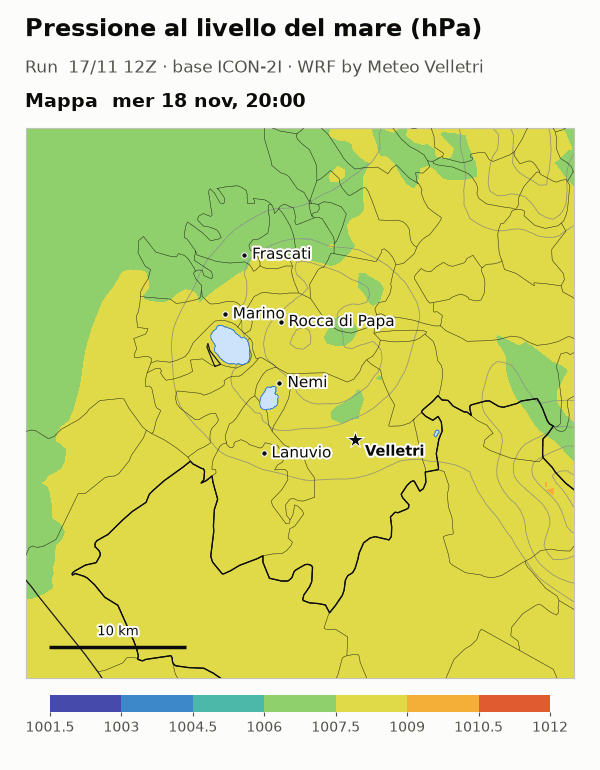 Pressione al livello del mare (hPa)
Run  17/11 12Z · base ICON-2I · WRF by Meteo Velletri
Mappa  mer 18 nov, 20:00
Frascati
Marino
Rocca di Papa
Nemi
Velletri
Lanuvio
10 km
1001.5 1003 1004.5 1006 1007.5 1009 1010.5 1012